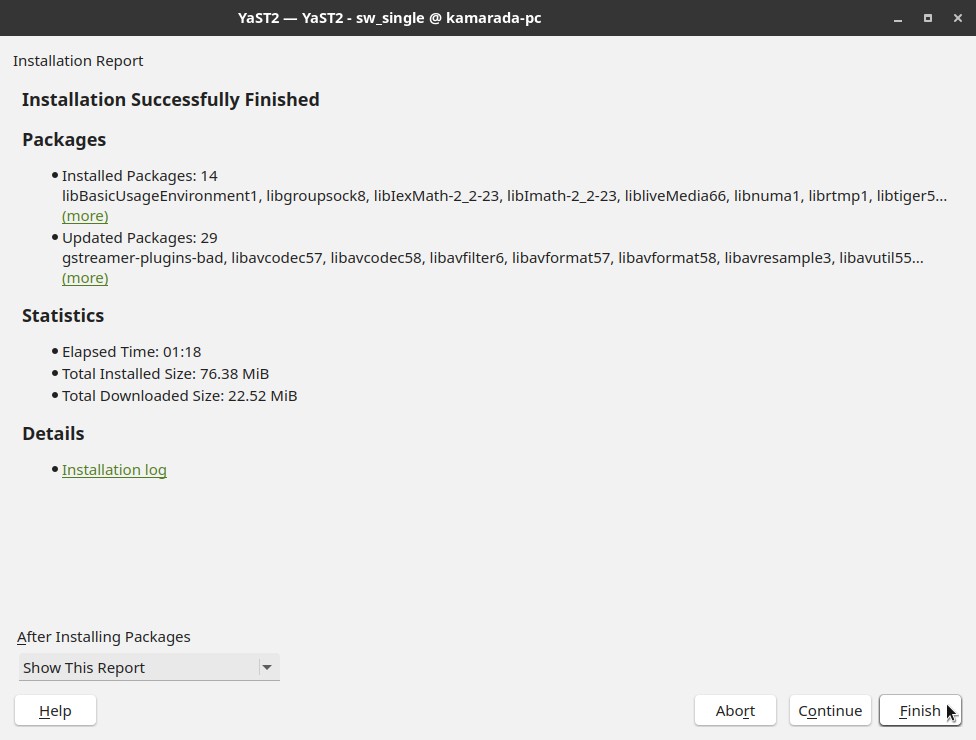 YaST2 — YaST2 - sw_single @ kamarada-pc
Installation Report
Installation Successfully Finished
Packages
• Installed Packages: 14
libBasicUsageEnvironment1, libgroupsock8, libIexMath-2_2-23, libImath-2_2-23, libliveMedia66, libnuma1, librtmp1, libtiger5...
(more)
• Updated Packages: 29
gstreamer-plugins-bad, libavcodec57, libavcodec58, libavfilter6, libavformat57, libavformat58, libavresample3, libavutil55...
(more)
Statistics
• Elapsed Time: 01:18
• Total Installed Size: 76.38 MiB
• Total Downloaded Size: 22.52 MiB
Details
• Installation log
After Installing Packages
Show This Report
Help Abort Continue Finish